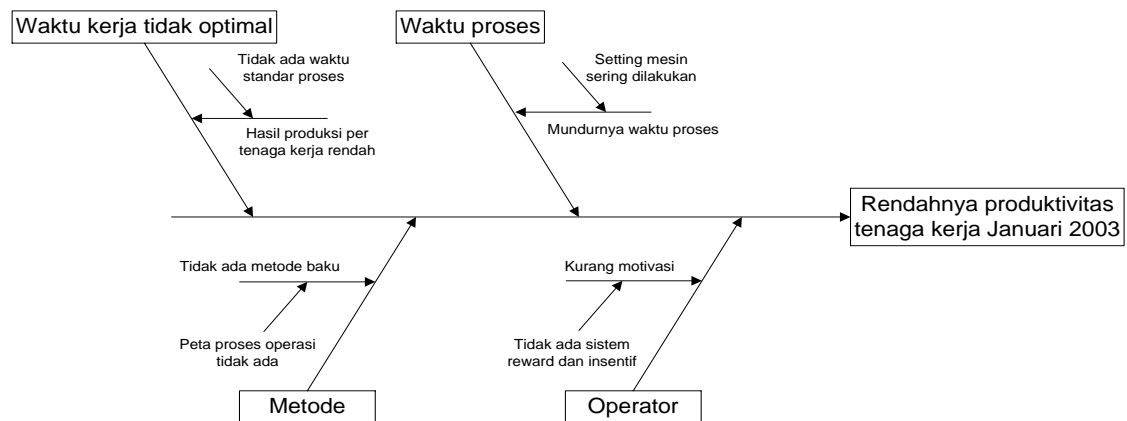 Waktu kerja tidak optimal
Waktu proses
Tidak ada waktu
standar proses
Setting mesin
sering dilakukan
Hasil produksi per
tenaga kerja rendah
Mundurnya waktu proses
Rendahnya produktivitas
tenaga kerja Januari 2003
Tidak ada metode baku
Kurang motivasi
Peta proses operasi
tidak ada
Tidak ada sistem
reward dan insentif
Metode
Operator